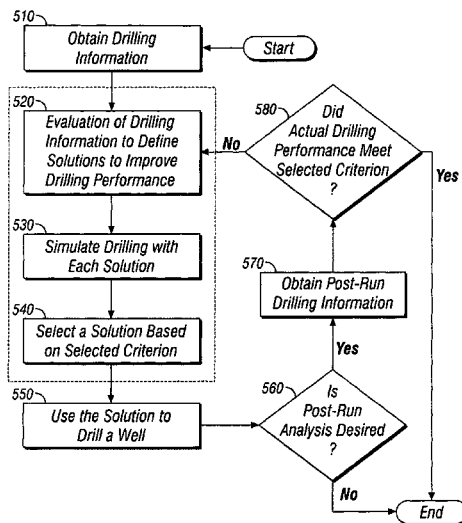 510
Obtain Drilling
Information
Start
520
Evaluation of Drilling
Information to Define
Solutions to Improve
Drilling Performance
530
Simulate Drilling with
Each Solution
540
Select a Solution Based
on Selected Criterion
550
Use the Solution to
Drill a Well
560
Is
Post-Run
Analysis Desired
?
No
Yes
570
Obtain Post-Run
Drilling Information
580
Did
Actual Drilling
Performance Meet
Selected Criterion
?
No
Yes
End